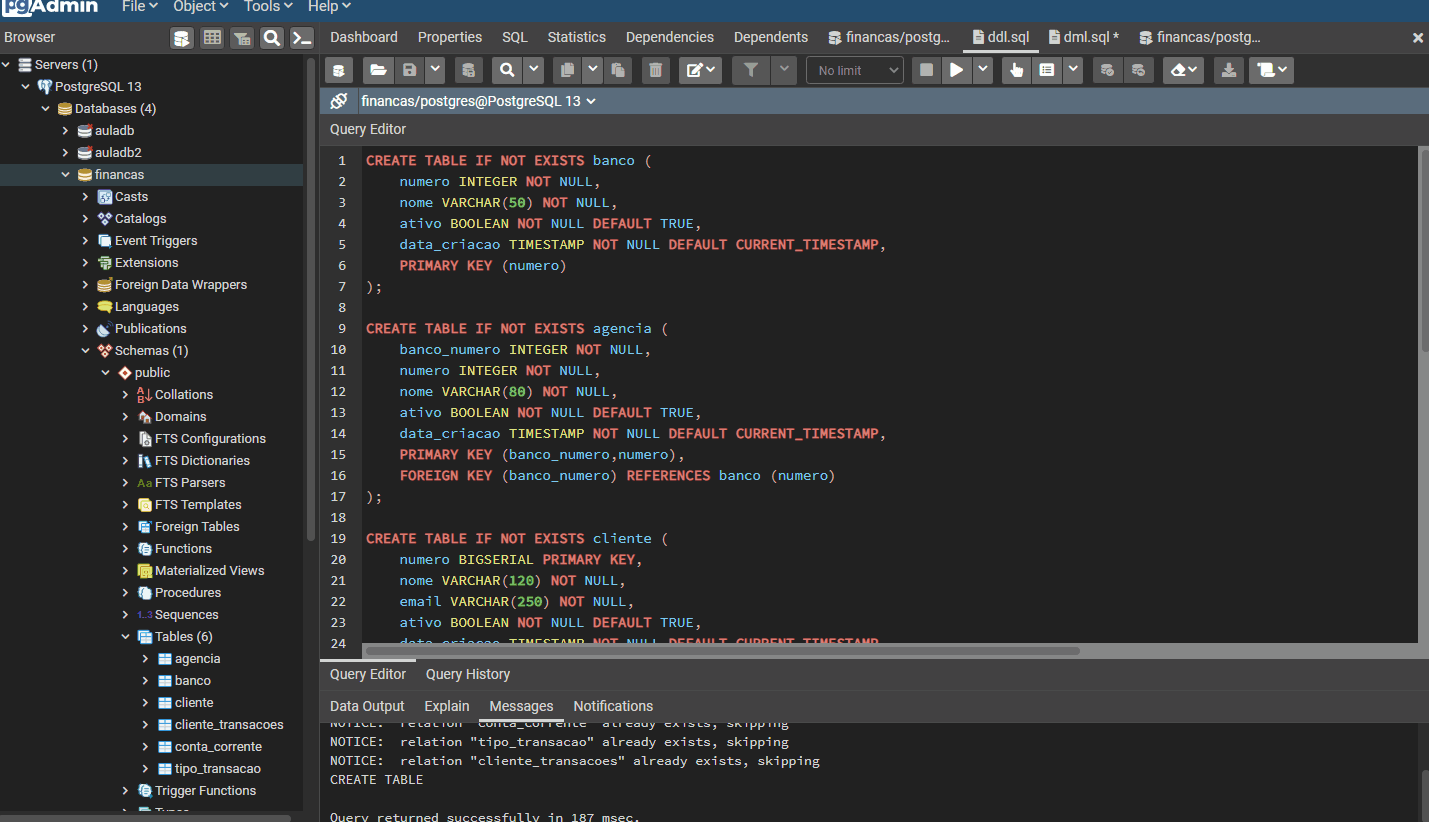 pgAdmin File Object Tools Help
Browser
Dashboard Properties SQL Statistics Dependencies Dependents financas/postg... ddl.sql dml.sql * financas/postg...
Servers (1)
PostgreSQL 13
Databases (4)
auladb
auladb2
financas
Casts
Catalogs
Event Triggers
Extensions
Foreign Data Wrappers
Languages
Publications
Schemas (1)
public
Collations
Domains
FTS Configurations
FTS Dictionaries
Aa FTS Parsers
FTS Templates
Foreign Tables
Functions
Materialized Views
Procedures
1..3 Sequences
Tables (6)
agencia
banco
cliente
cliente_transacoes
conta_corrente
tipo_transacao
Trigger Functions
Types
No limit
financas/postgres@PostgreSQL 13
Query Editor
1 CREATE TABLE IF NOT EXISTS banco (
2 numero INTEGER NOT NULL,
3 nome VARCHAR(50) NOT NULL,
4 ativo BOOLEAN NOT NULL DEFAULT TRUE,
5 data_criacao TIMESTAMP NOT NULL DEFAULT CURRENT_TIMESTAMP,
6 PRIMARY KEY (numero)
7 );
8
9 CREATE TABLE IF NOT EXISTS agencia (
10 banco_numero INTEGER NOT NULL,
11 numero INTEGER NOT NULL,
12 nome VARCHAR(80) NOT NULL,
13 ativo BOOLEAN NOT NULL DEFAULT TRUE,
14 data_criacao TIMESTAMP NOT NULL DEFAULT CURRENT_TIMESTAMP,
15 PRIMARY KEY (banco_numero,numero),
16 FOREIGN KEY (banco_numero) REFERENCES banco (numero)
17 );
18
19 CREATE TABLE IF NOT EXISTS cliente (
20 numero BIGSERIAL PRIMARY KEY,
21 nome VARCHAR(120) NOT NULL,
22 email VARCHAR(250) NOT NULL,
23 ativo BOOLEAN NOT NULL DEFAULT TRUE,
24 data_criacao TIMESTAMP NOT NULL DEFAULT CURRENT_TIMESTAMP
Query Editor Query History
Data Output Explain Messages Notifications
NOTICE: relation "conta_corrente" already exists, skipping
NOTICE: relation "tipo_transacao" already exists, skipping
NOTICE: relation "cliente_transacoes" already exists, skipping
CREATE TABLE
Query returned successfully in 187 msec.